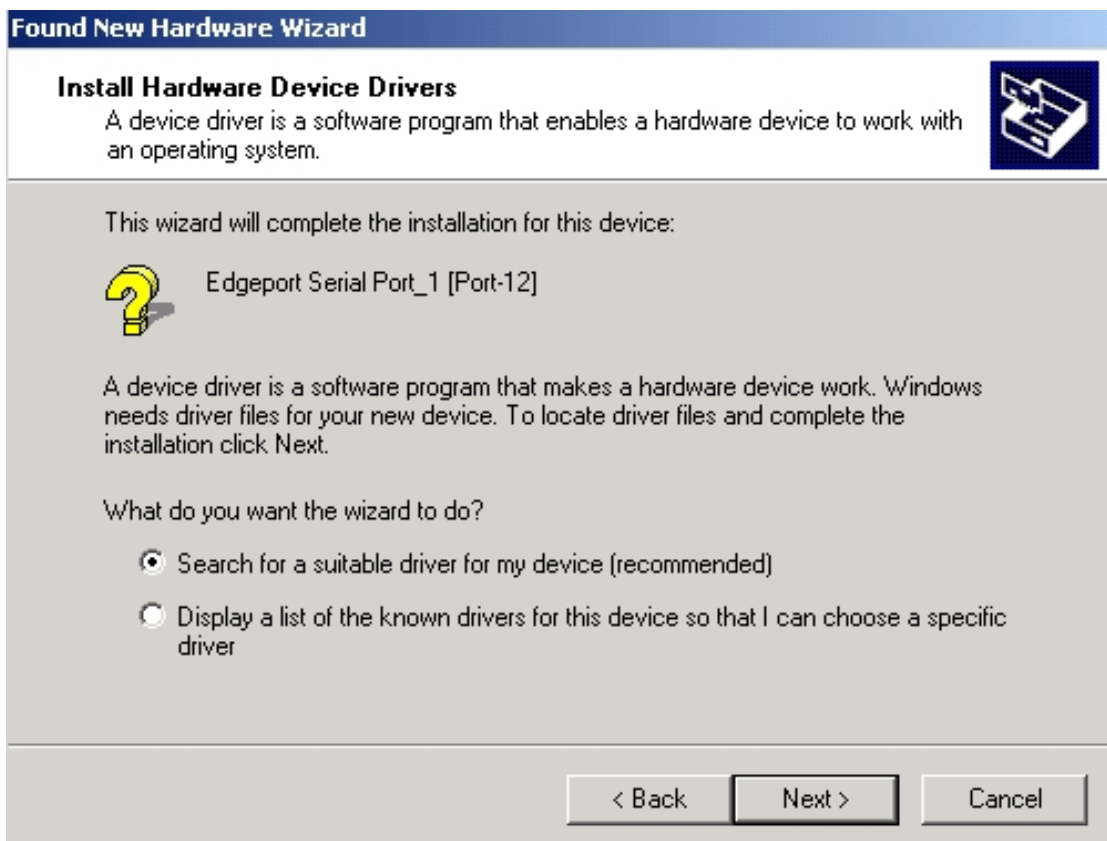 Found New Hardware Wizard
Install Hardware Device Drivers
A device driver is a software program that enables a hardware device to work with
an operating system.
This wizard will complete the installation for this device:
Edgeport Serial Port_1 [Port-12]
A device driver is a software program that makes a hardware device work. Windows
needs driver files for your new device. To locate driver files and complete the
installation click Next.
What do you want the wizard to do?
Search for a suitable driver for my device (recommended)
Display a list of the known drivers for this device so that I can choose a specific
driver
< Back
Next >
Cancel